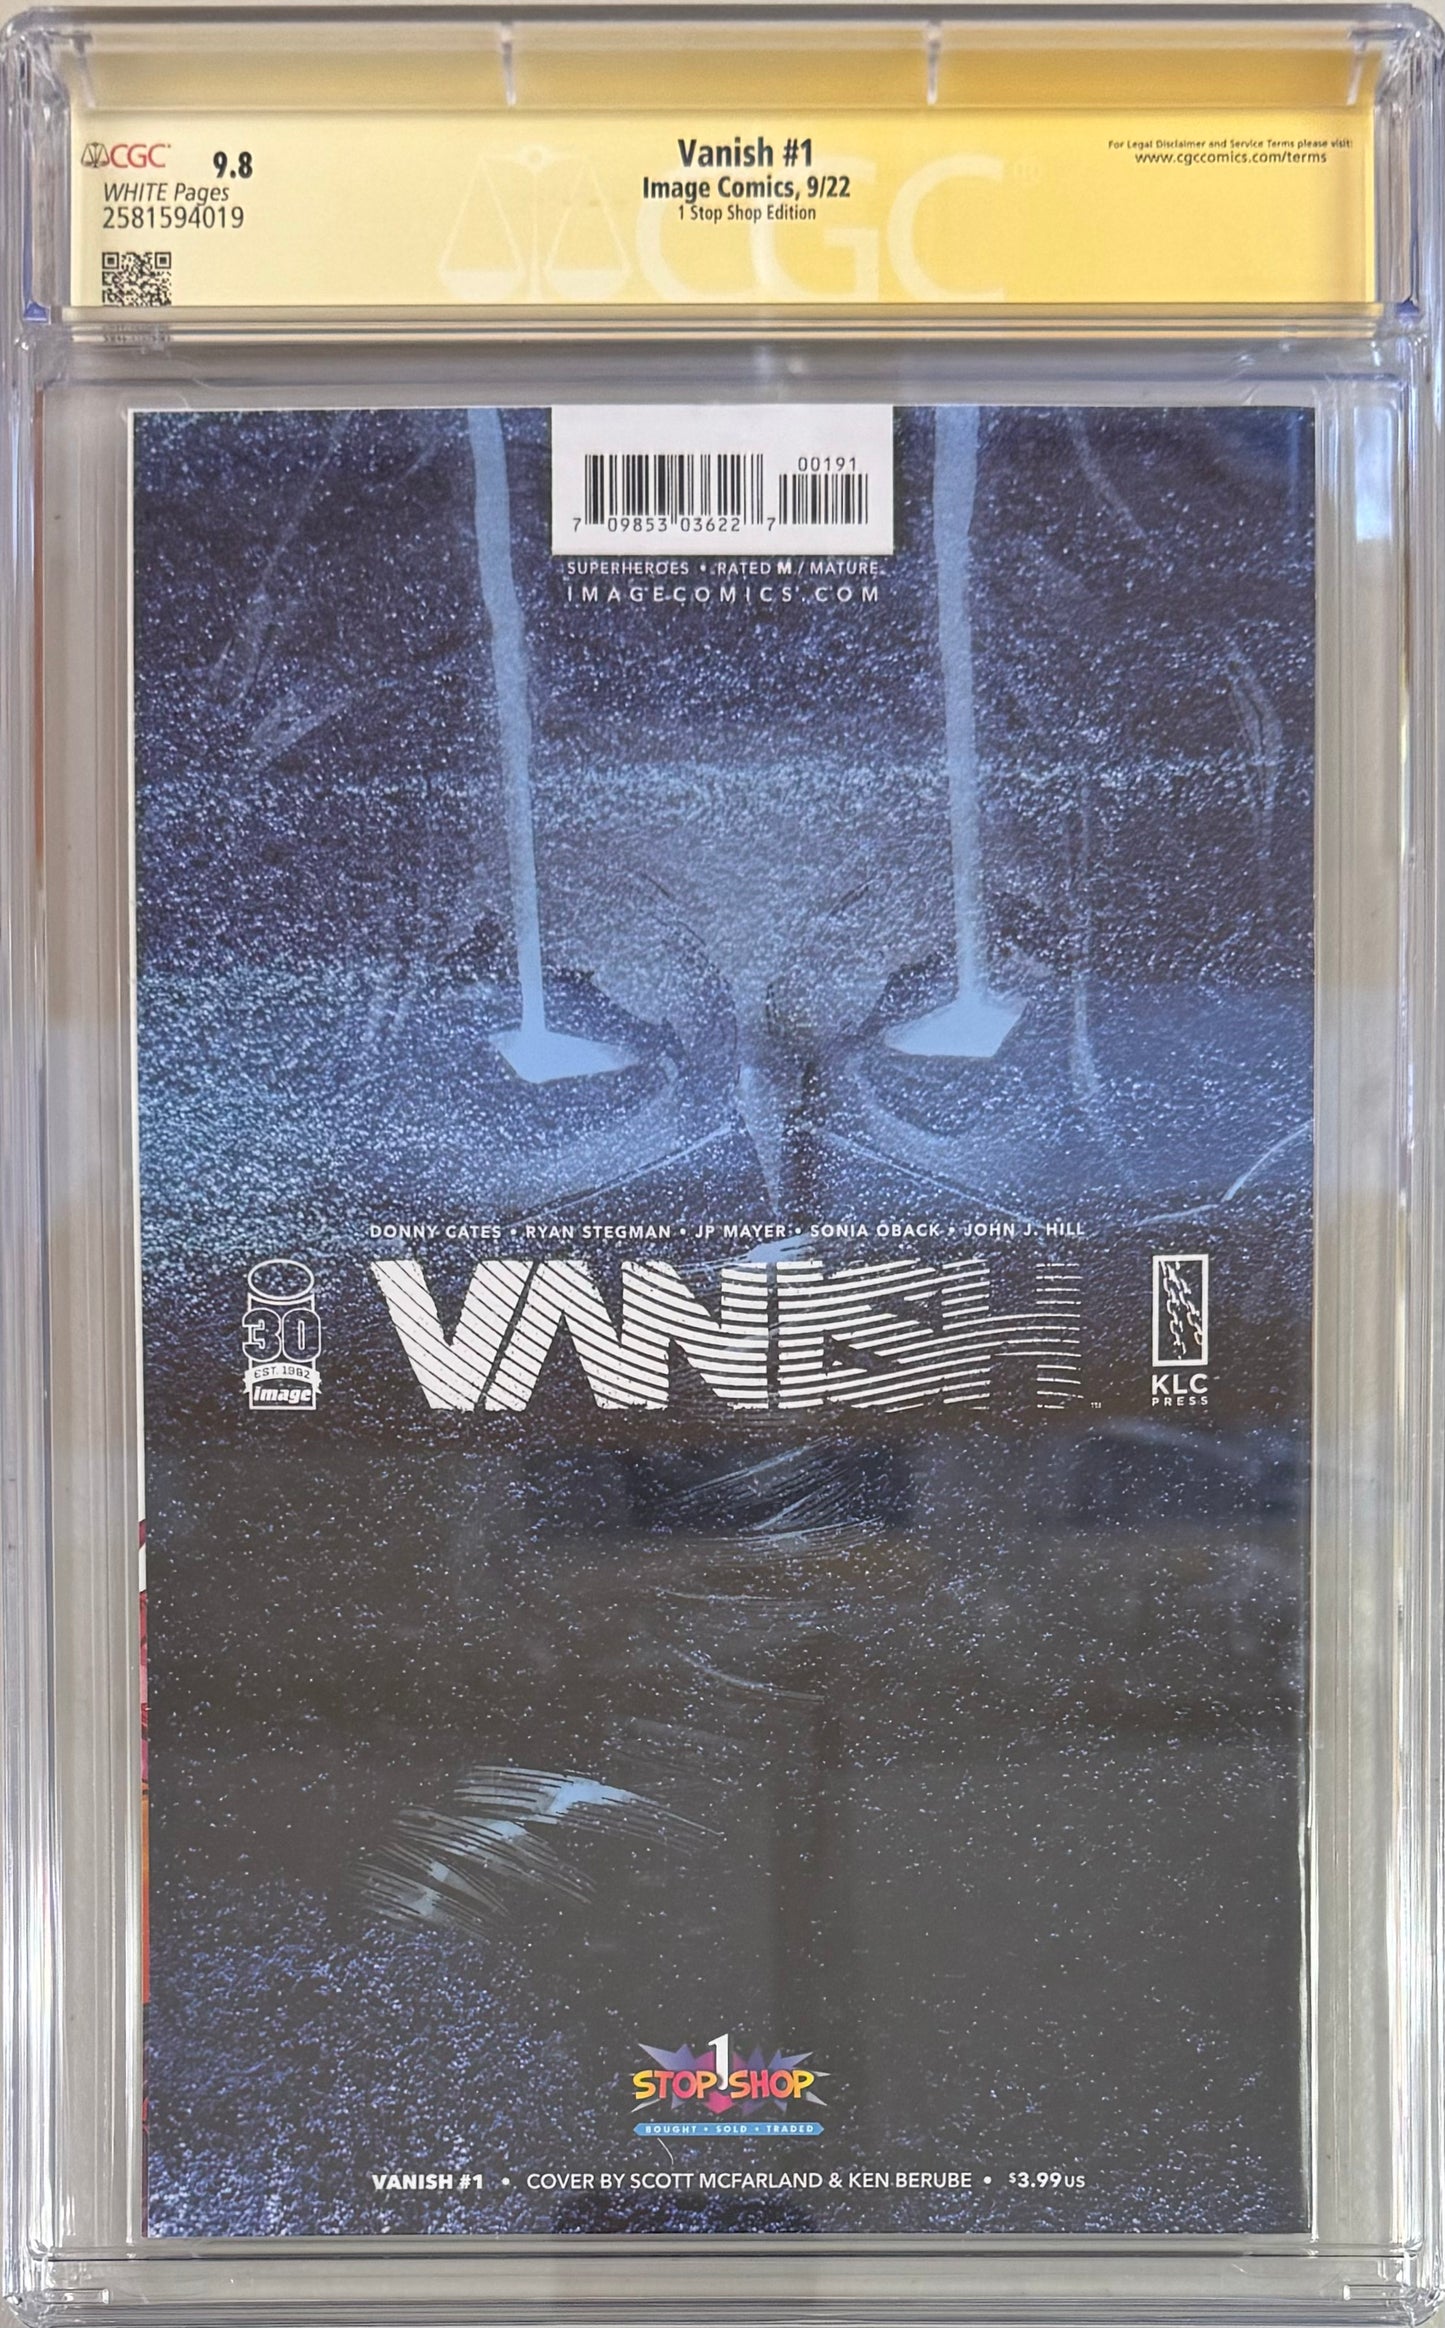 CGC 9.8
WHITE Pages
2581594019
Vanish #1
Image Comics, 9/22
1 Stop Shop Edition
For Legal Disclaimer and Service Terms please visit:
www.cgccomics.com/terms
CGC
00191
7 09853 03622 7
SUPERHEROES • RATED M / MATURE
IMAGECOMICS.COM
DONNY CATES • RYAN STEGMAN • JP MAYER • SONIA OBACK • JOHN J. HILL
VANISH™
30
EST. 1992
image
KLC
PRESS
1
STOP SHOP
BOUGHT • SOLD • TRADED
VANISH #1 • COVER BY SCOTT MCFARLAND & KEN BERUBE • $3.99 US